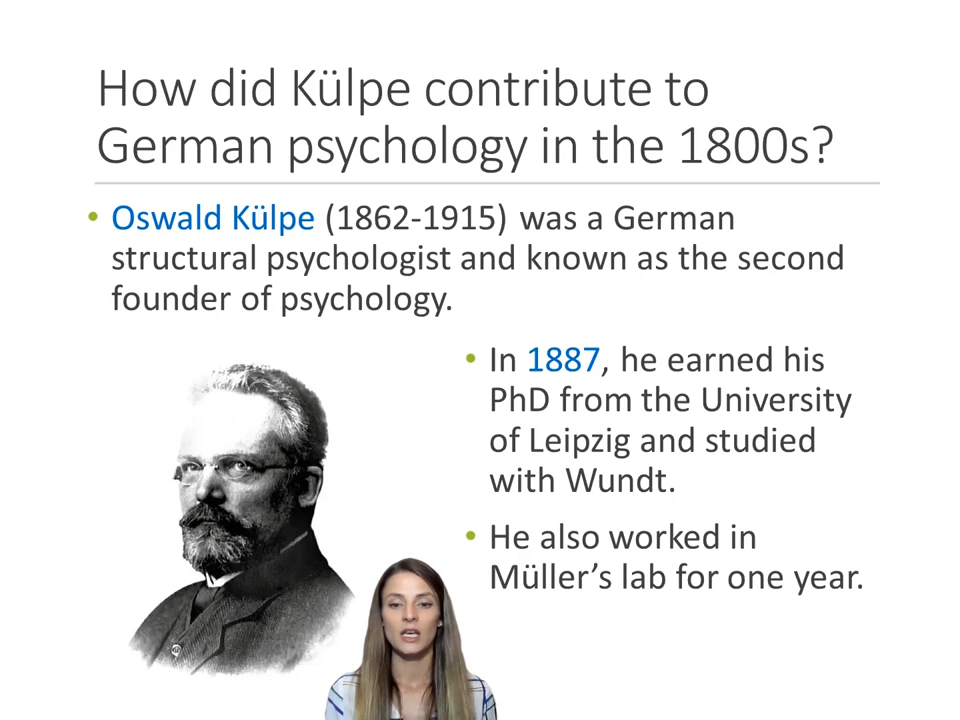 How did Külpe contribute to
German psychology in the 1800s?
• Oswald Külpe (1862-1915) was a German
structural psychologist and known as the second
founder of psychology.
• In 1887, he earned his
PhD from the University
of Leipzig and studied
with Wundt.
• He also worked in
Müller’s lab for one year.